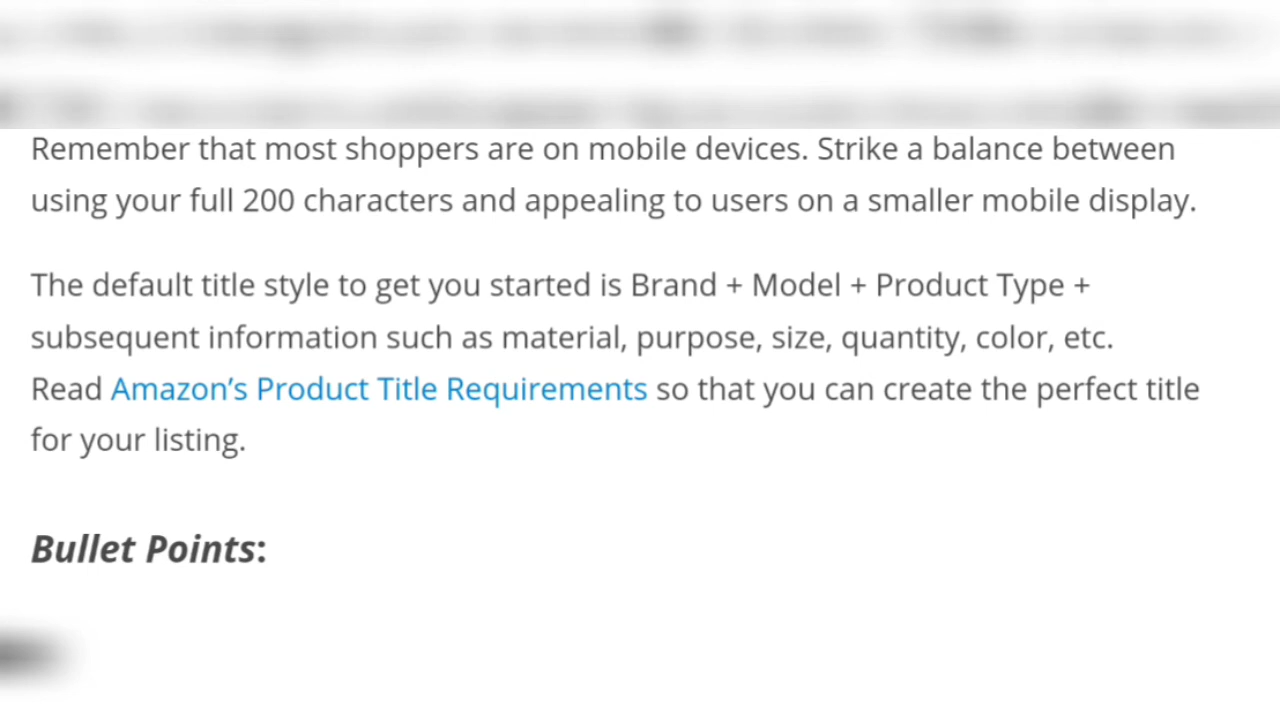 Remember that most shoppers are on mobile devices. Strike a balance between
using your full 200 characters and appealing to users on a smaller mobile display.
The default title style to get you started is Brand + Model + Product Type +
subsequent information such as material, purpose, size, quantity, color, etc.
Read Amazon’s Product Title Requirements so that you can create the perfect title
for your listing.
Bullet Points: